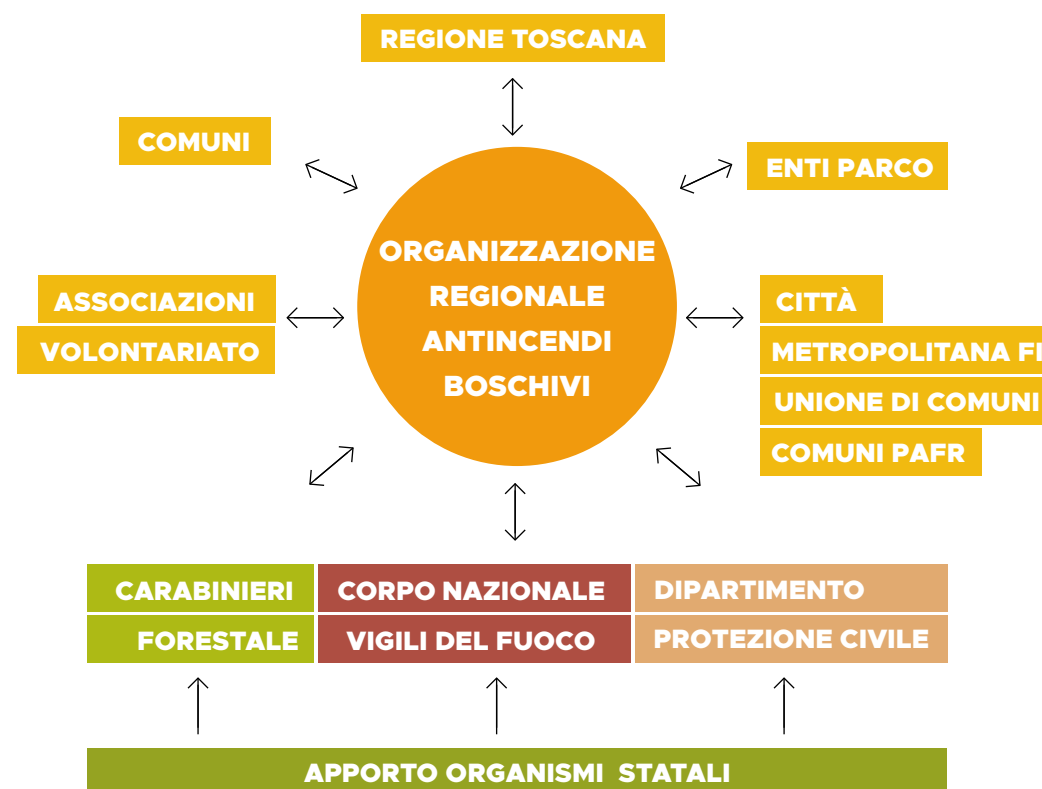 REGIONE TOSCANA
COMUNI
ENTI PARCO
ORGANIZZAZIONE
REGIONALE
ANTINCENDI
BOSCHIVI
ASSOCIAZIONI
VOLONTARIATO
CITTÀ
METROPOLITANA FI
UNIONE DI COMUNI
COMUNI PAFR
CARABINIERI
FORESTALE
CORPO NAZIONALE
VIGILI DEL FUOCO
DIPARTIMENTO
PROTEZIONE CIVILE
APPORTO ORGANISMI STATALI